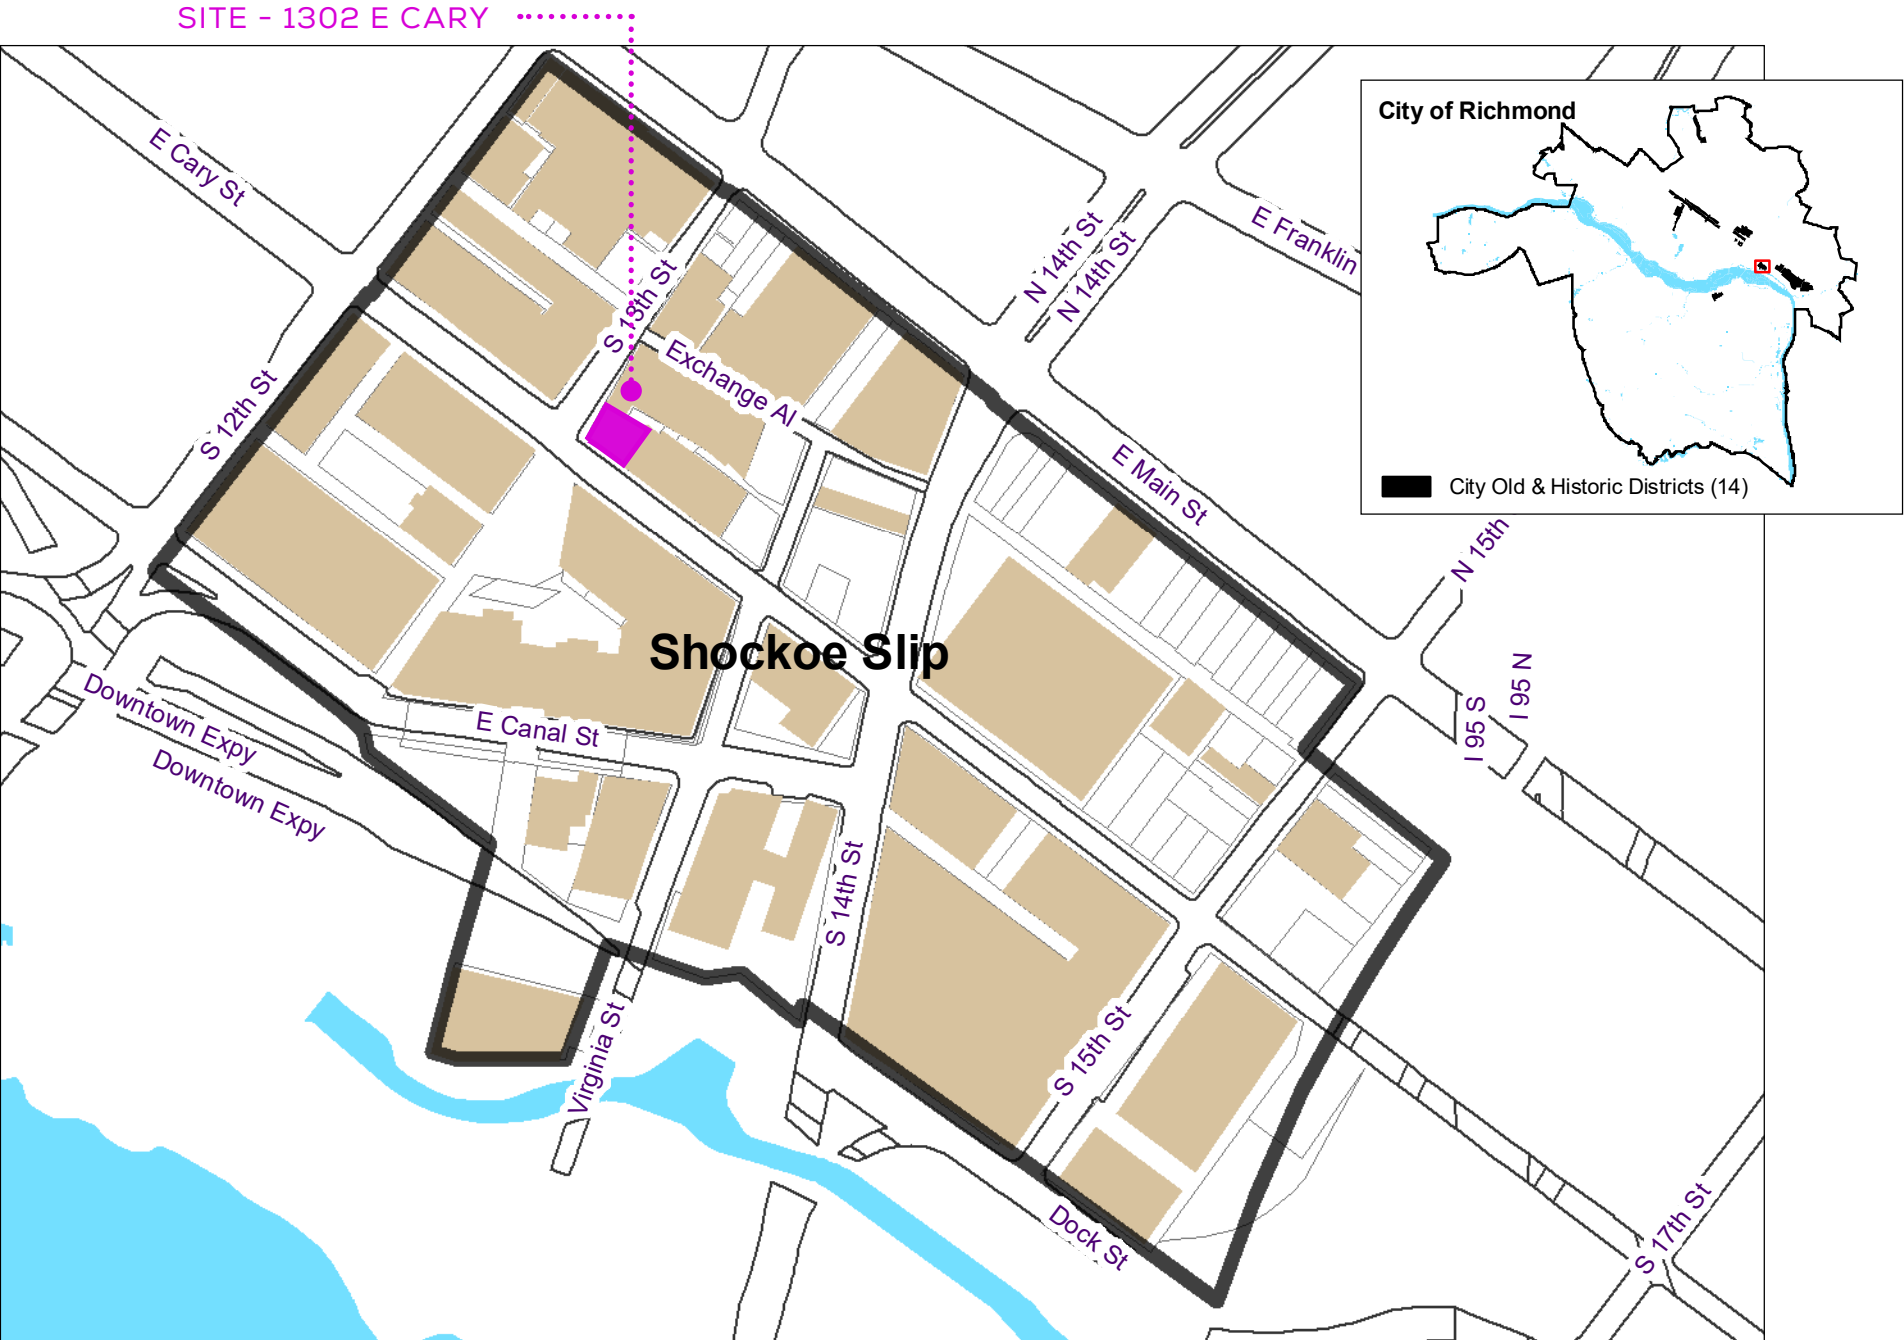 SITE - 1302 E CARY
City of Richmond
City Old & Historic Districts (14)
E Cary St
N 14th St
N 14th St
E Franklin
S 13th St
Exchange Al
S 12th St
E Main St
N 15th
Shockoe Slip
I 95 N
I 95 S
Downtown Expy
Downtown Expy
E Canal St
S 14th St
Virginia St
S 15th St
Dock St
S 17th St